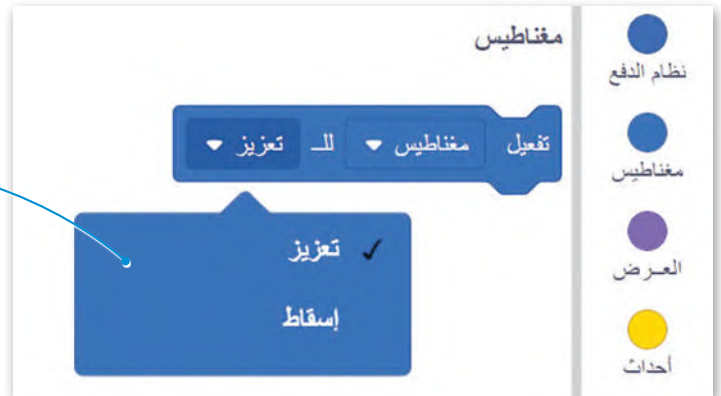 مغناطيس
تفعيل مغناطيس للـ تعزيز
تعزيز
إسقاط
نظام الدفع
مغناطيس
العـرض
أحداث